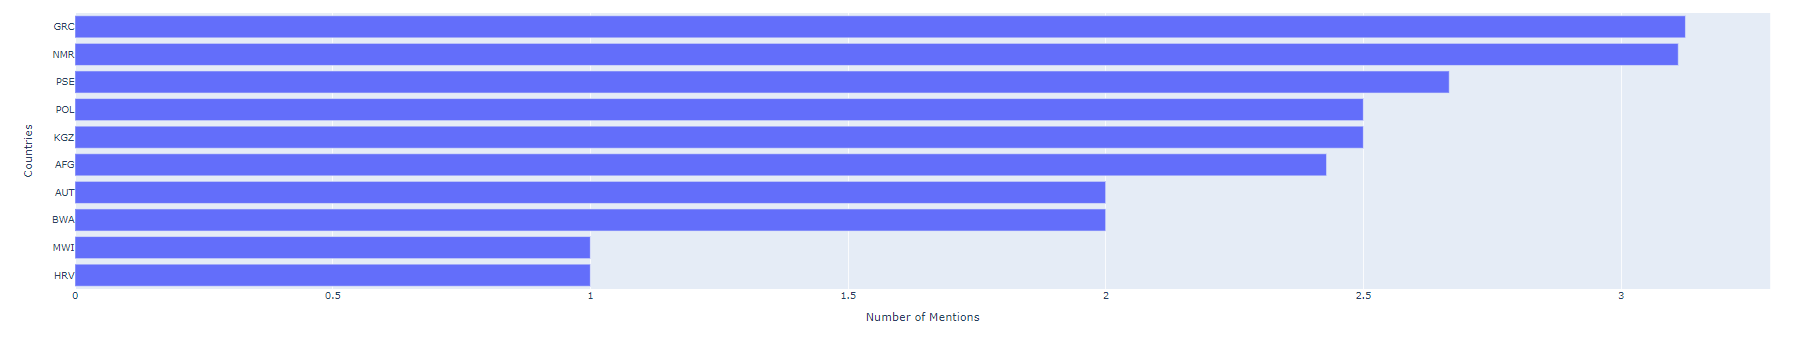 GRC
NMR
PSE
POL
KGZ
AFG
AUT
BWA
MWI
HRV
Countries
0 0.5 1 1.5 2 2.5 3
Number of Mentions